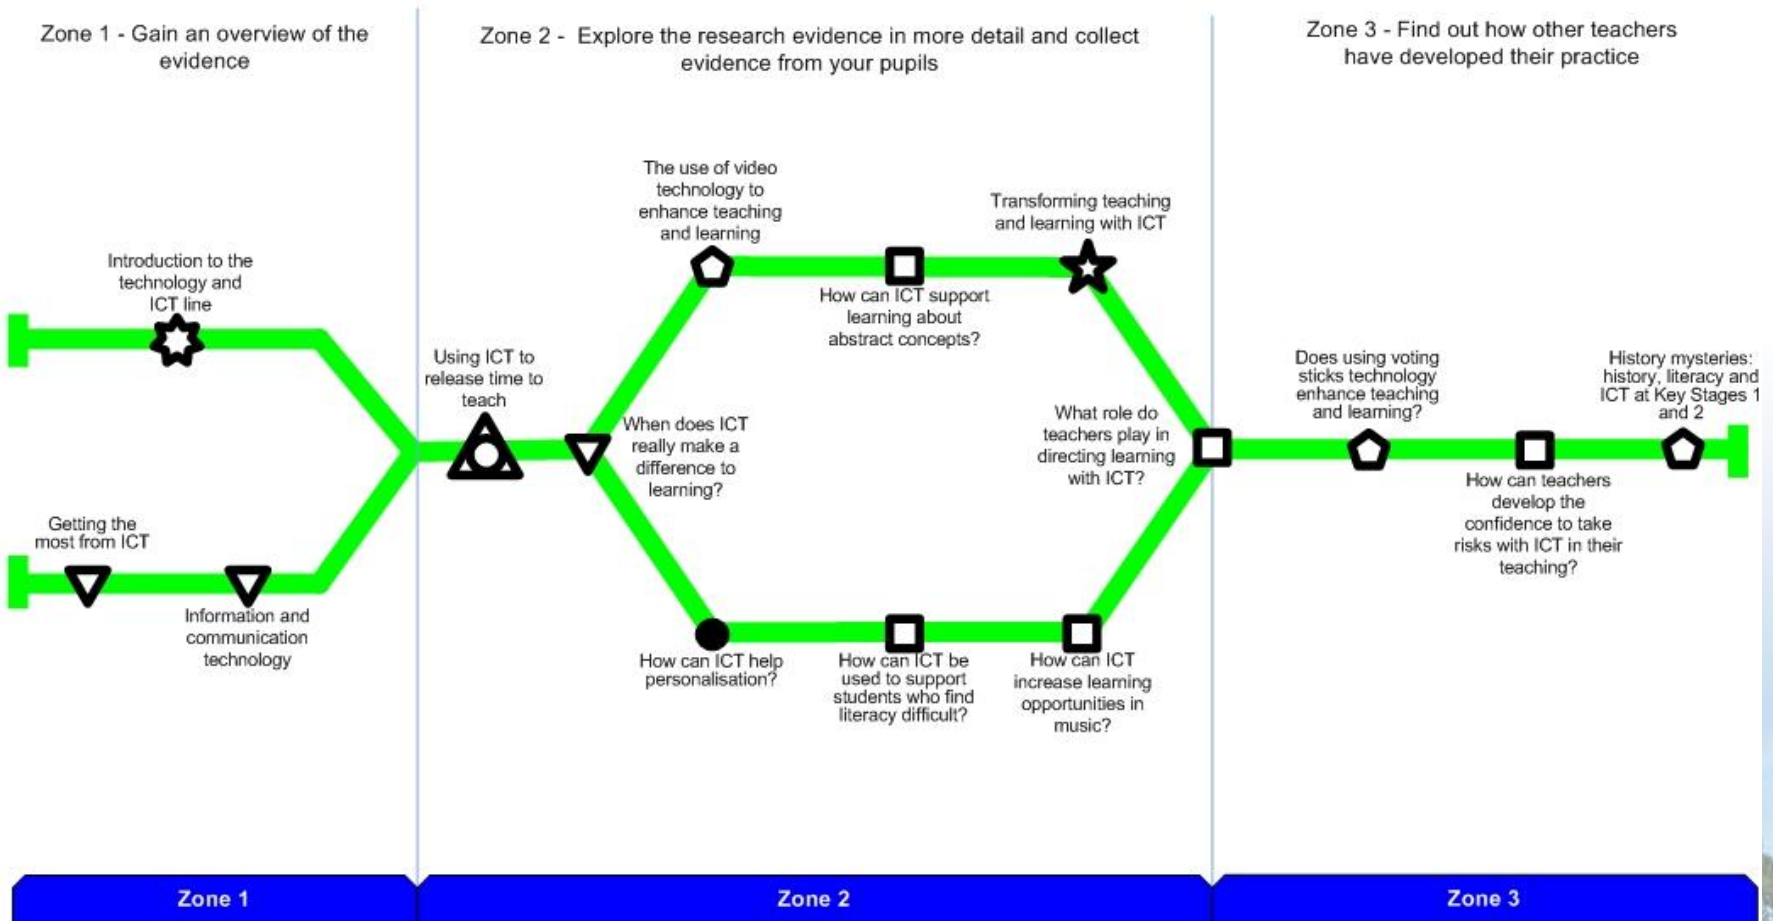 Zone 1 - Gain an overview of the
evidence
Zone 2 -  Explore the research evidence in more detail and collect
evidence from your pupils
Zone 3 - Find out how other teachers
have developed their practice
Introduction to the
technology and
ICT line
Getting the
most from ICT
Information and
communication
technology
Using ICT to
release time to
teach
When does ICT
really make a
difference to
learning?
The use of video
technology to
enhance teaching
and learning
How can ICT support
learning about
abstract concepts?
Transforming teaching
and learning with ICT
How can ICT help
personalisation?
How can ICT be
used to support
students who find
literacy difficult?
How can ICT
increase learning
opportunities in
music?
What role do
teachers play in
directing learning
with ICT?
Does using voting
sticks technology
enhance teaching
and learning?
How can teachers
develop the
confidence to take
risks with ICT in their
teaching?
History mysteries:
history, literacy and
ICT at Key Stages 1
and 2
Zone 1
Zone 2
Zone 3